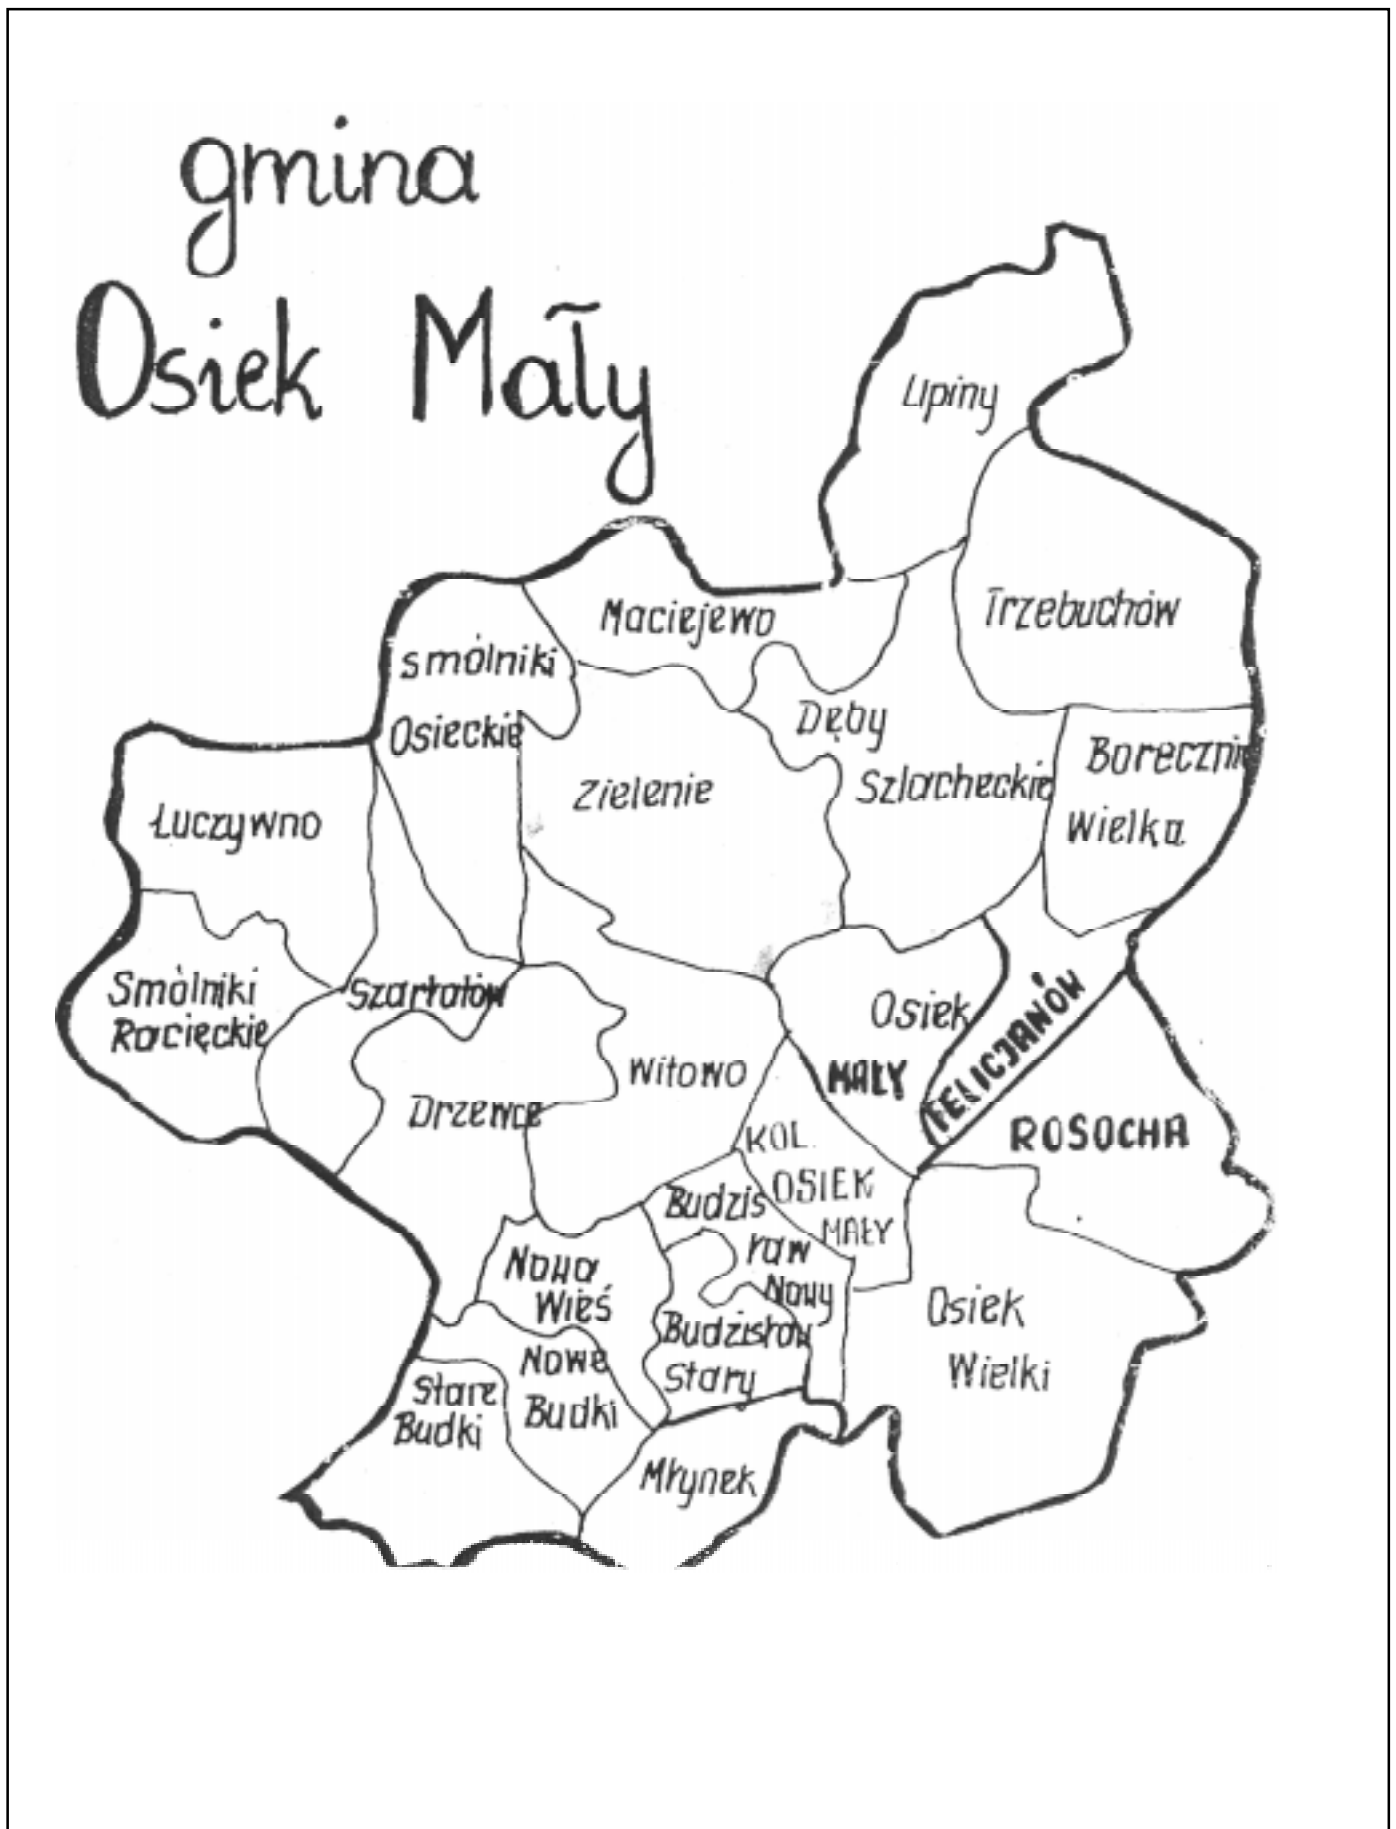 gmina
Osiek Mały
Lipiny
Maciejewo
Trzebuchów
Smólniki
Osieckie
Dęby
Szlacheckie
Boreczni
Wielka
Zielenie
Łuczywno
Smólniki
Racięckie
Szarłatów
Osiek
MAŁY
FELICJANÓW
Witowo
Drzewce
ROSOCHA
KOL.
OSIEK
MAŁY
Budzis
ław
Nowy
Nowa
Wieś
Budzisław
Stary
Osiek
Wielki
Nowe
Budki
Stare
Budki
Młynek